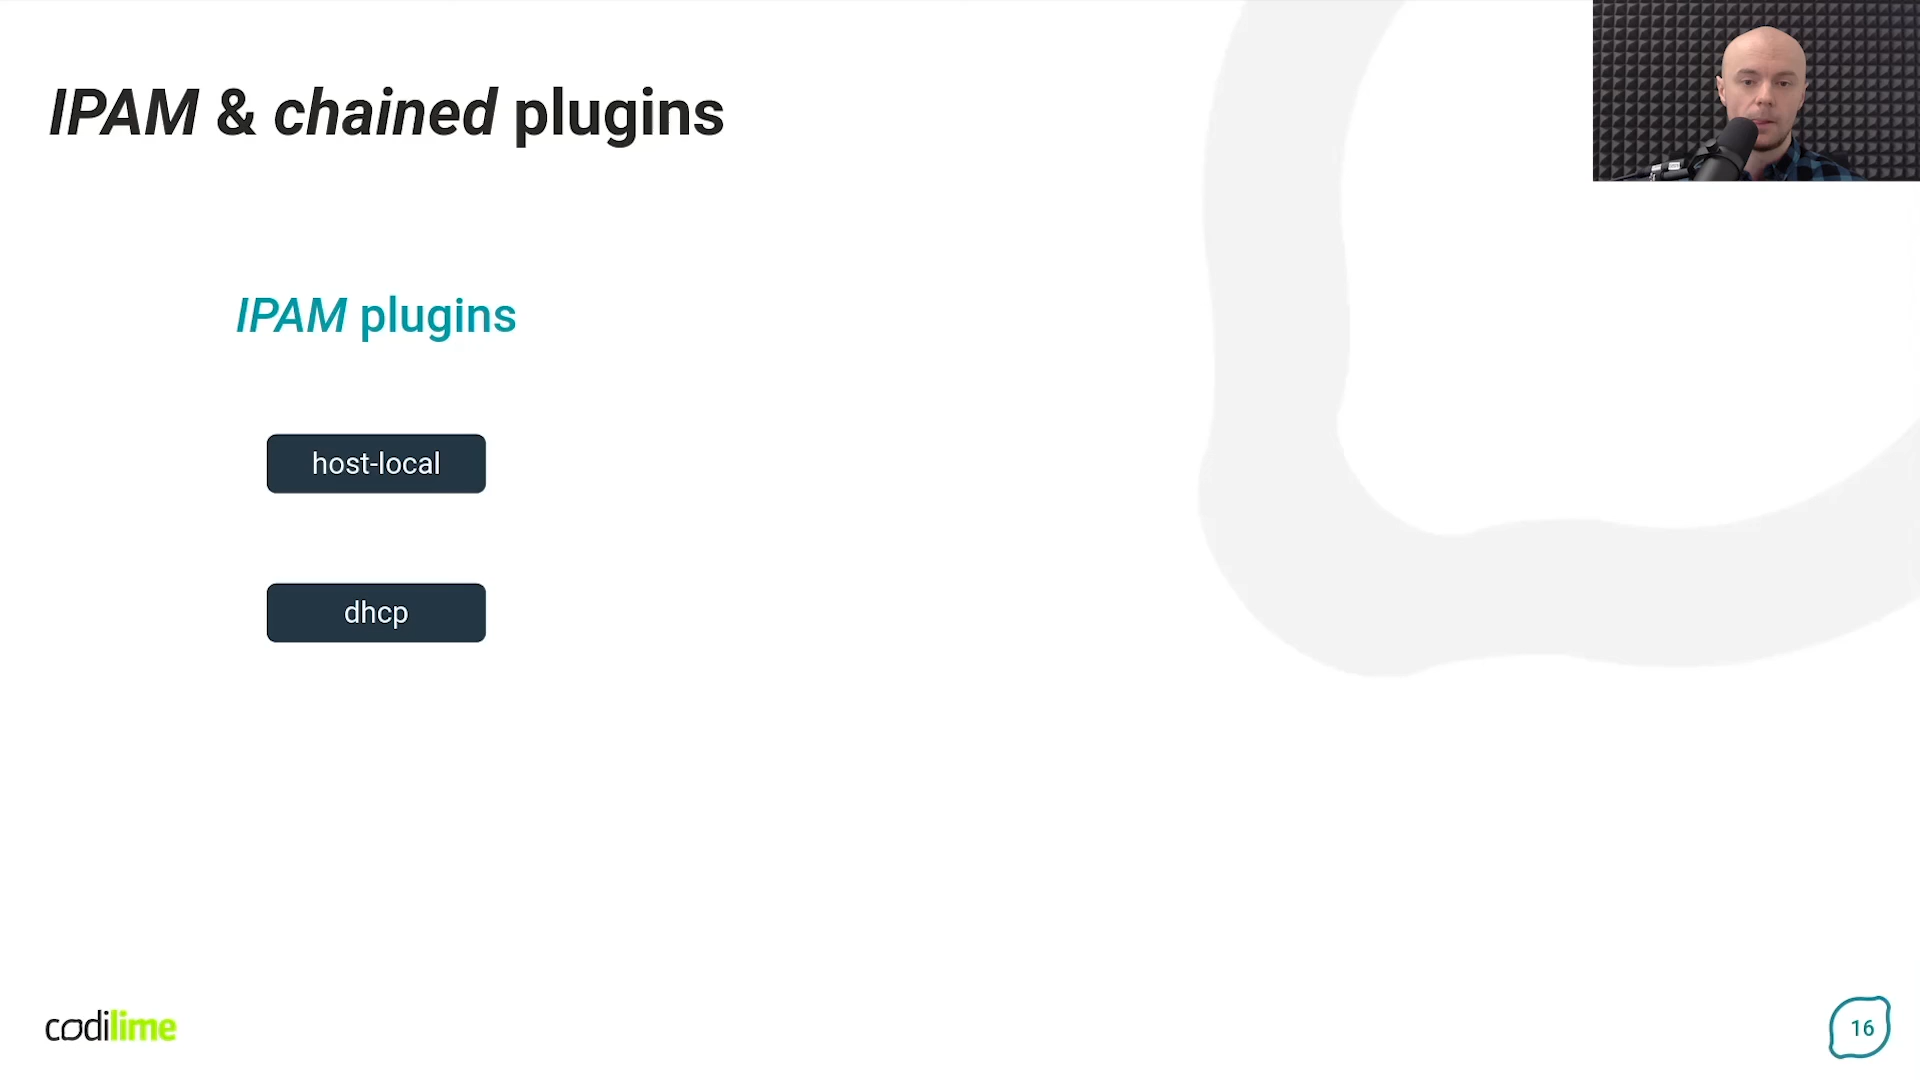 IPAM & chained plugins
IPAM plugins
host-local
dhcp
codilime
16